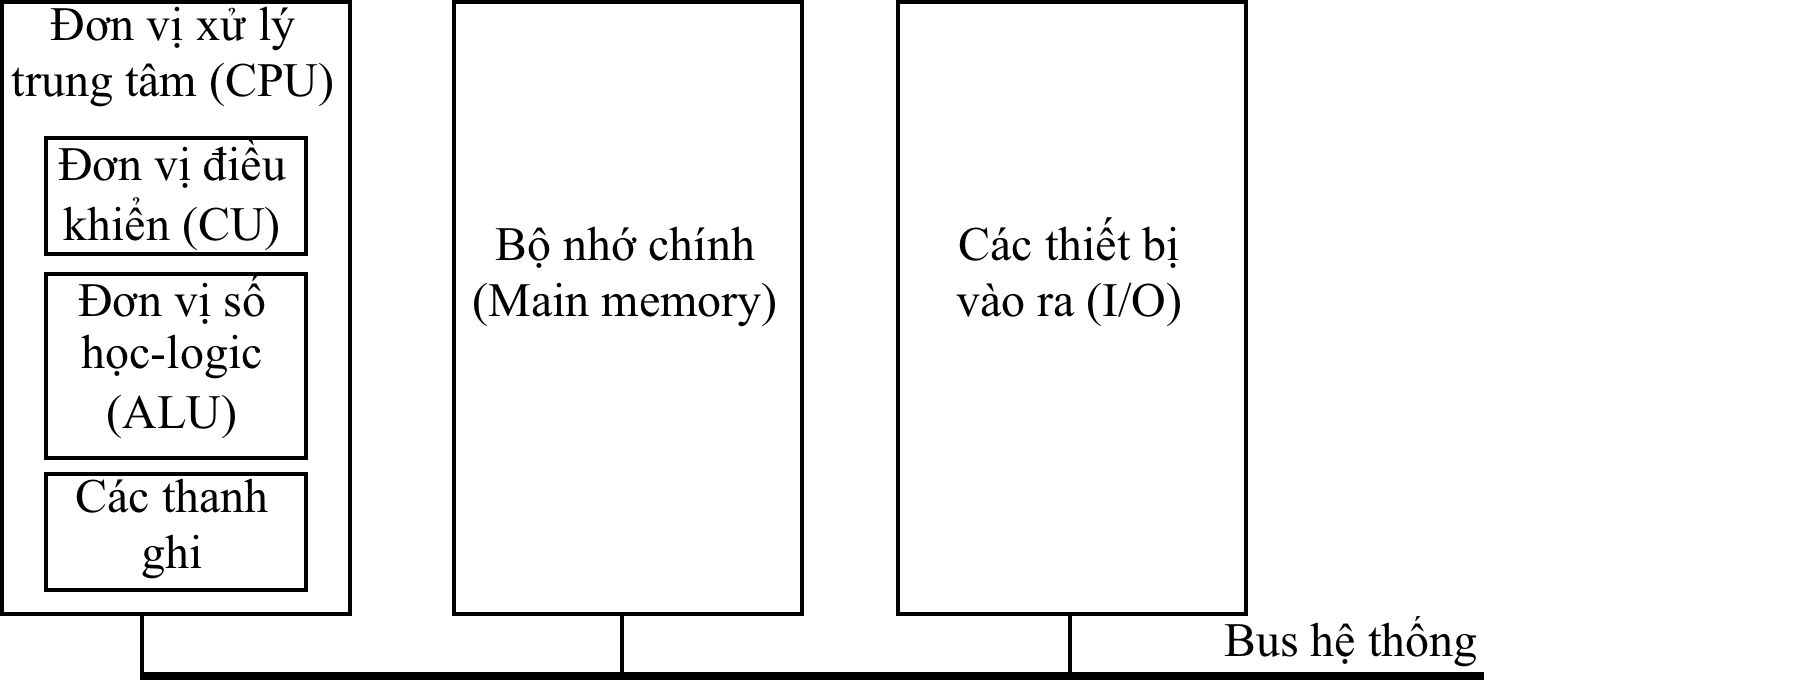 Đơn vị xử lý
trung tâm (CPU)
Đơn vị điều
khiển (CU)
Đơn vị số
học-logic
(ALU)
Các thanh
ghi
Bộ nhớ chính
(Main memory)
Các thiết bị
vào ra (I/O)
Bus hệ thống